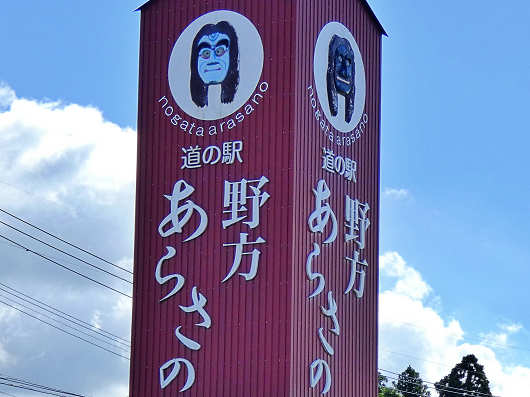 nogata arasano
道の駅
野方
あらさの
nogata arasano
道の駅
野方
あらさの